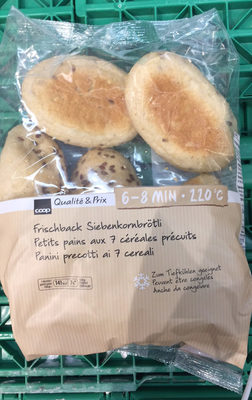 coop Qualité & Prix
6-8 MIN · 220°C
Frischback Siebenkornbrötli
Petits pains aux 7 céréales précuits
Panini precotti ai 7 cereali
Zum Tiefkühlen geeignet
Peuvent être congelés
Anche da congelare